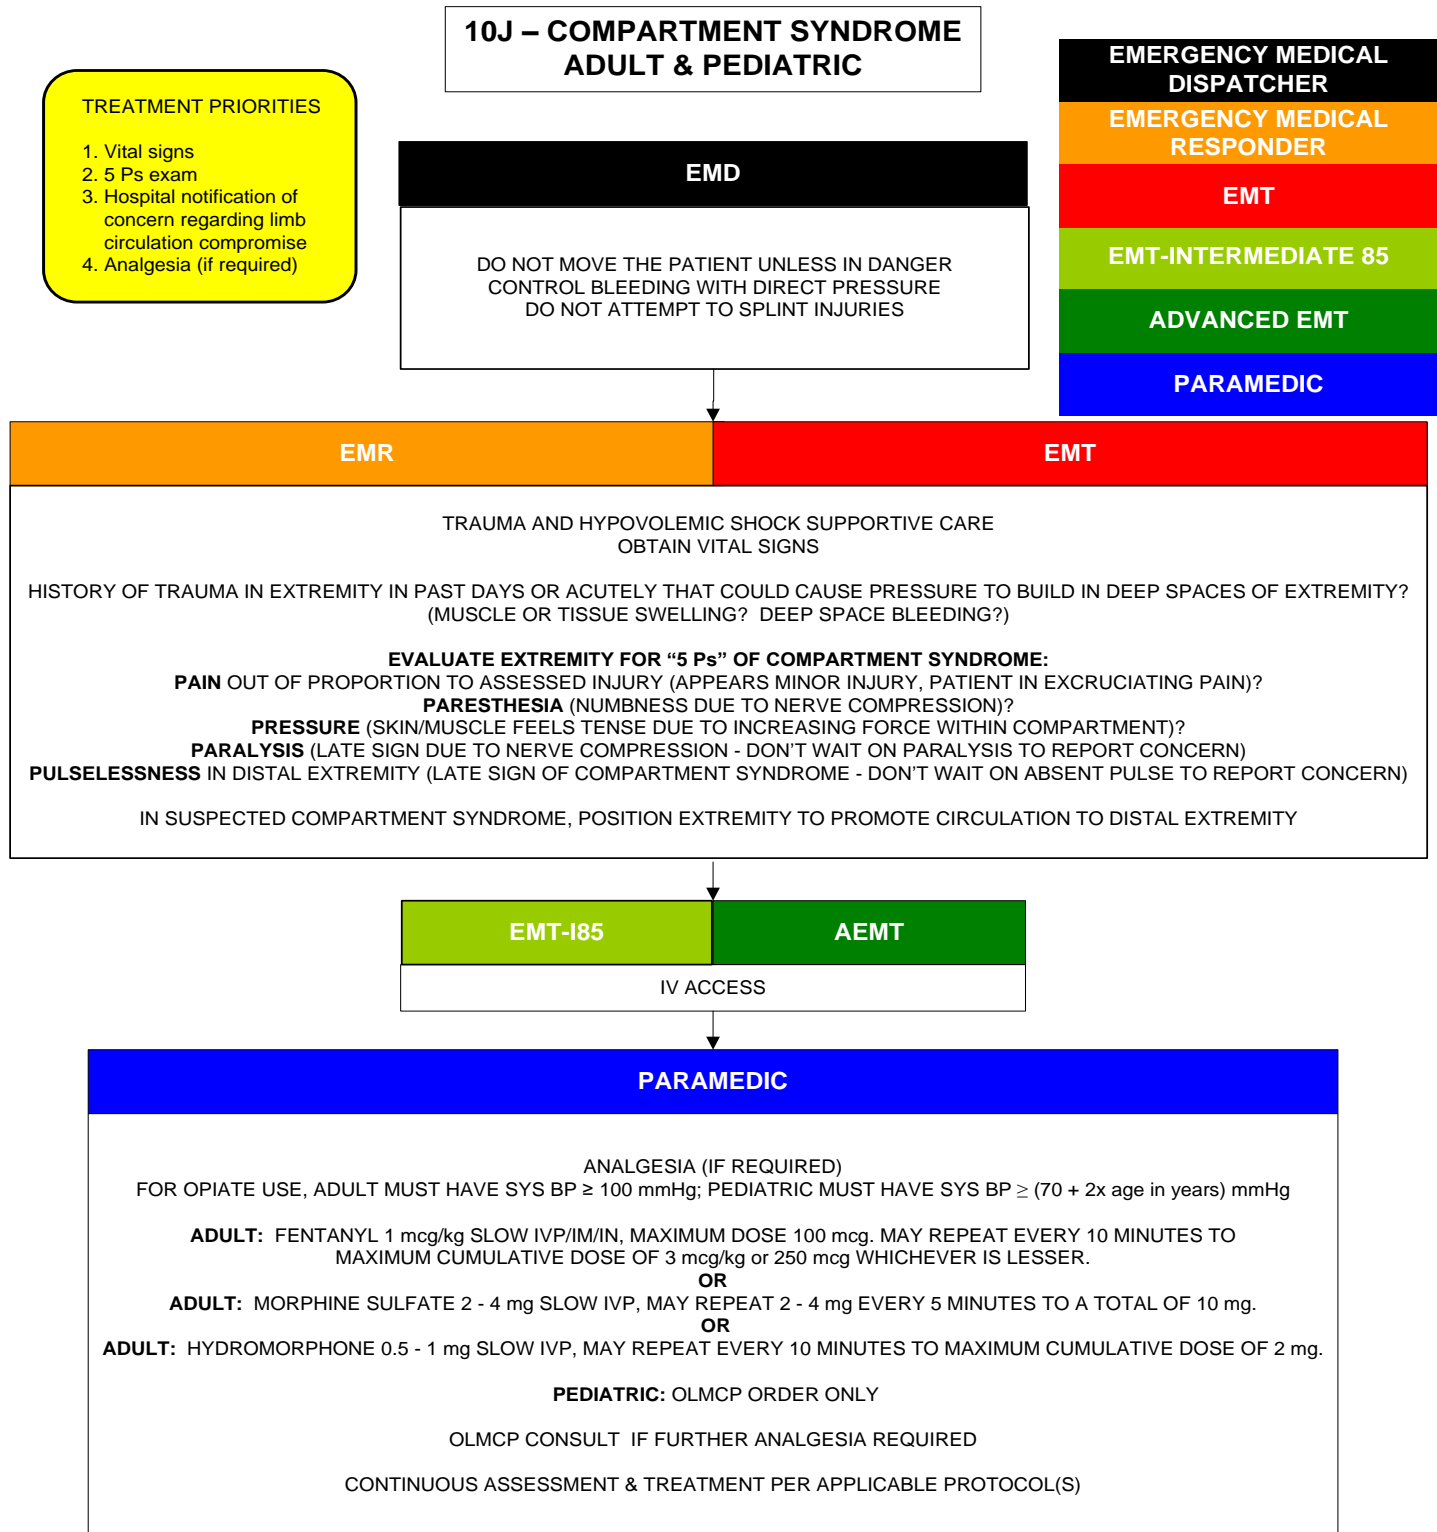 10J – COMPARTMENT SYNDROME
ADULT & PEDIATRIC
TREATMENT PRIORITIES
1. Vital signs
2. 5 Ps exam
3. Hospital notification of
concern regarding limb
circulation compromise
4. Analgesia (if required)
EMERGENCY MEDICAL
DISPATCHER
EMERGENCY MEDICAL
RESPONDER
EMT
EMT-INTERMEDIATE 85
ADVANCED EMT
PARAMEDIC
EMD
DO NOT MOVE THE PATIENT UNLESS IN DANGER
CONTROL BLEEDING WITH DIRECT PRESSURE
DO NOT ATTEMPT TO SPLINT INJURIES
EMR
EMT
TRAUMA AND HYPOVOLEMIC SHOCK SUPPORTIVE CARE
OBTAIN VITAL SIGNS
HISTORY OF TRAUMA IN EXTREMITY IN PAST DAYS OR ACUTELY THAT COULD CAUSE PRESSURE TO BUILD IN DEEP SPACES OF EXTREMITY?
(MUSCLE OR TISSUE SWELLING? DEEP SPACE BLEEDING?)
EVALUATE EXTREMITY FOR “5 Ps” OF COMPARTMENT SYNDROME:
PAIN OUT OF PROPORTION TO ASSESSED INJURY (APPEARS MINOR INJURY, PATIENT IN EXCRUCIATING PAIN)?
PARESTHESIA (NUMBNESS DUE TO NERVE COMPRESSION)?
PRESSURE (SKIN/MUSCLE FEELS TENSE DUE TO INCREASING FORCE WITHIN COMPARTMENT)?
PARALYSIS (LATE SIGN DUE TO NERVE COMPRESSION - DON’T WAIT ON PARALYSIS TO REPORT CONCERN)
PULSELESSNESS IN DISTAL EXTREMITY (LATE SIGN OF COMPARTMENT SYNDROME - DON’T WAIT ON ABSENT PULSE TO REPORT CONCERN)
IN SUSPECTED COMPARTMENT SYNDROME, POSITION EXTREMITY TO PROMOTE CIRCULATION TO DISTAL EXTREMITY
EMT-I85
AEMT
IV ACCESS
PARAMEDIC
ANALGESIA (IF REQUIRED)
FOR OPIATE USE, ADULT MUST HAVE SYS BP ≥ 100 mmHg; PEDIATRIC MUST HAVE SYS BP ≥ (70 + 2x age in years) mmHg
ADULT: FENTANYL 1 mcg/kg SLOW IVP/IM/IN, MAXIMUM DOSE 100 mcg. MAY REPEAT EVERY 10 MINUTES TO
MAXIMUM CUMULATIVE DOSE OF 3 mcg/kg or 250 mcg WHICHEVER IS LESSER.
OR
ADULT: MORPHINE SULFATE 2 - 4 mg SLOW IVP, MAY REPEAT 2 - 4 mg EVERY 5 MINUTES TO A TOTAL OF 10 mg.
OR
ADULT: HYDROMORPHONE 0.5 - 1 mg SLOW IVP, MAY REPEAT EVERY 10 MINUTES TO MAXIMUM CUMULATIVE DOSE OF 2 mg.
PEDIATRIC: OLMCP ORDER ONLY
OLMCP CONSULT IF FURTHER ANALGESIA REQUIRED
CONTINUOUS ASSESSMENT & TREATMENT PER APPLICABLE PROTOCOL(S)